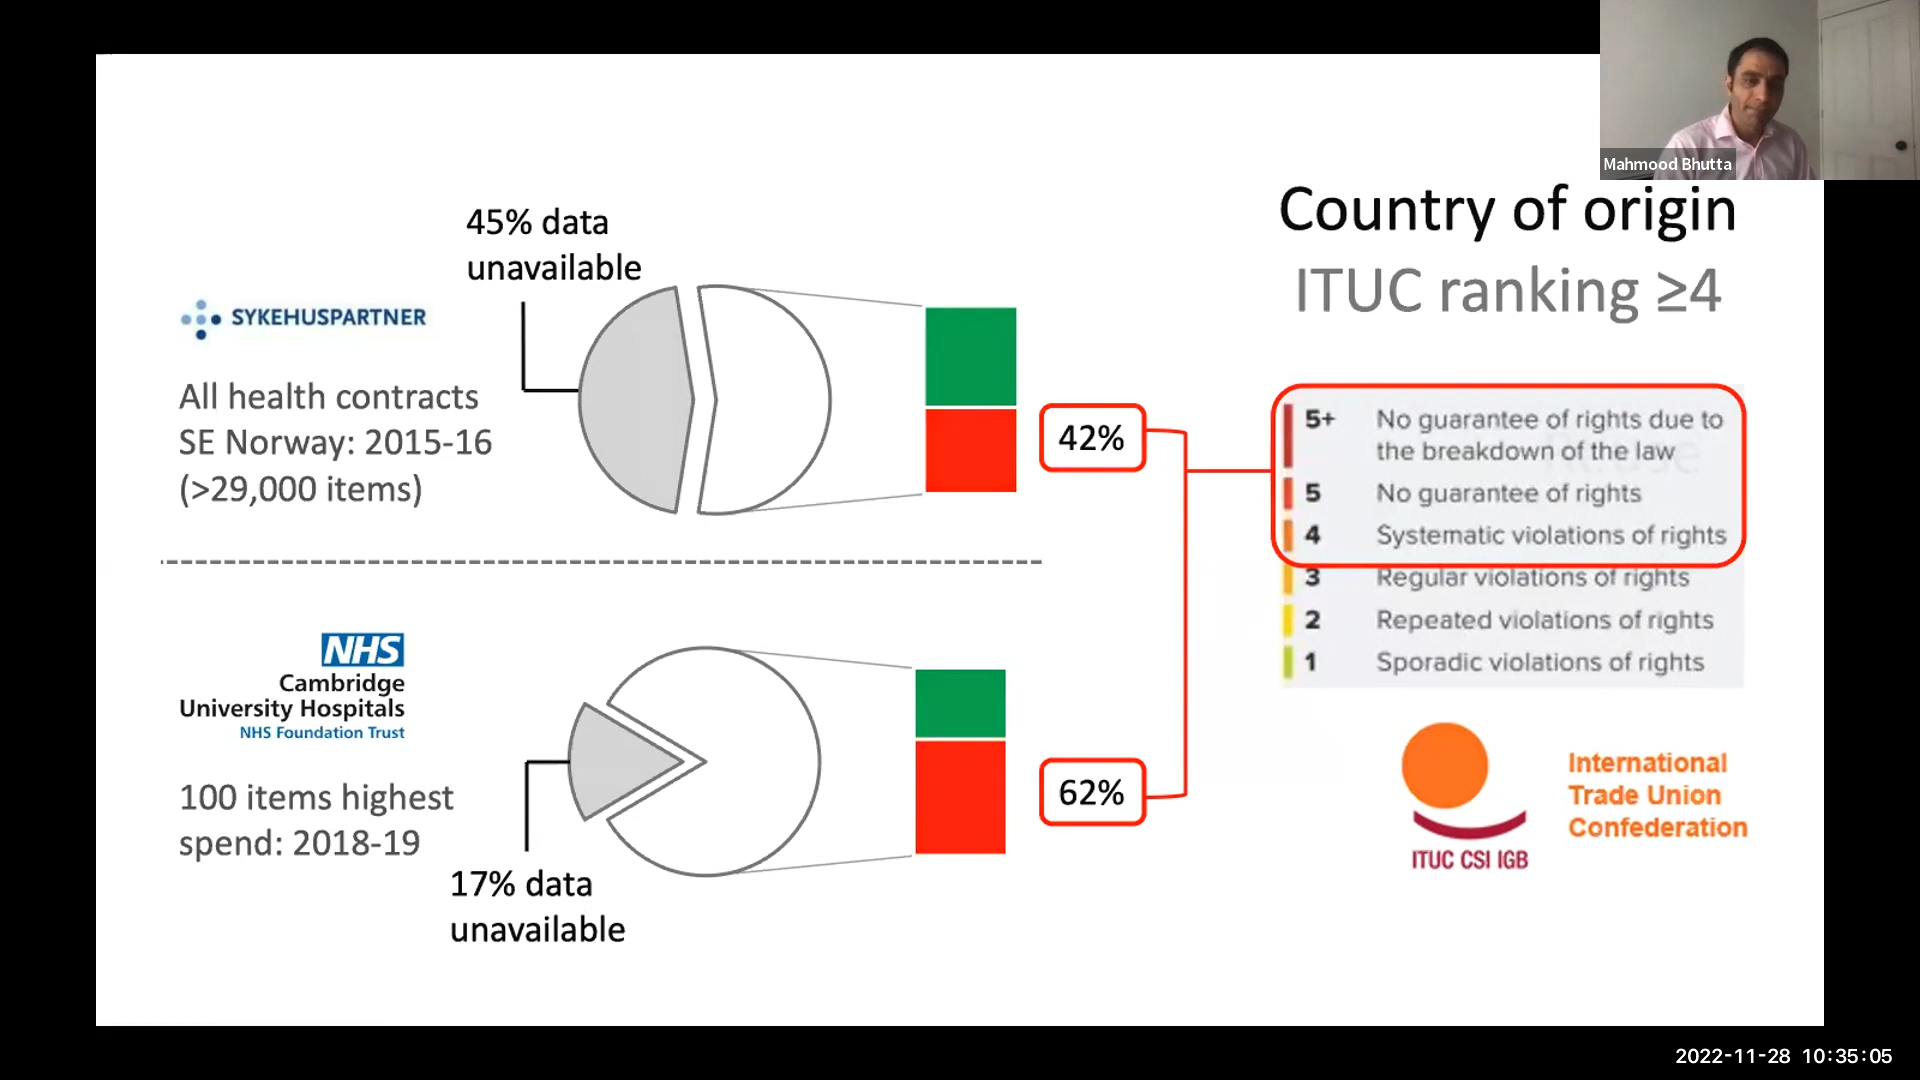 Mahmood Bhutta
Country of origin
ITUC ranking ≥4
45% data
unavailable
SYKEHUSPARTNER
All health contracts
SE Norway: 2015-16
(>29,000 items)
42%
5+ No guarantee of rights due to
the breakdown of the law
5 No guarantee of rights
4 Systematic violations of rights
3 Regular violations of rights
2 Repeated violations of rights
1 Sporadic violations of rights
NHS
Cambridge
University Hospitals
NHS Foundation Trust
100 items highest
spend: 2018-19
17% data
unavailable
62%
International
Trade Union
Confederation
ITUC CSI IGB
2022-11-28 10:35:05